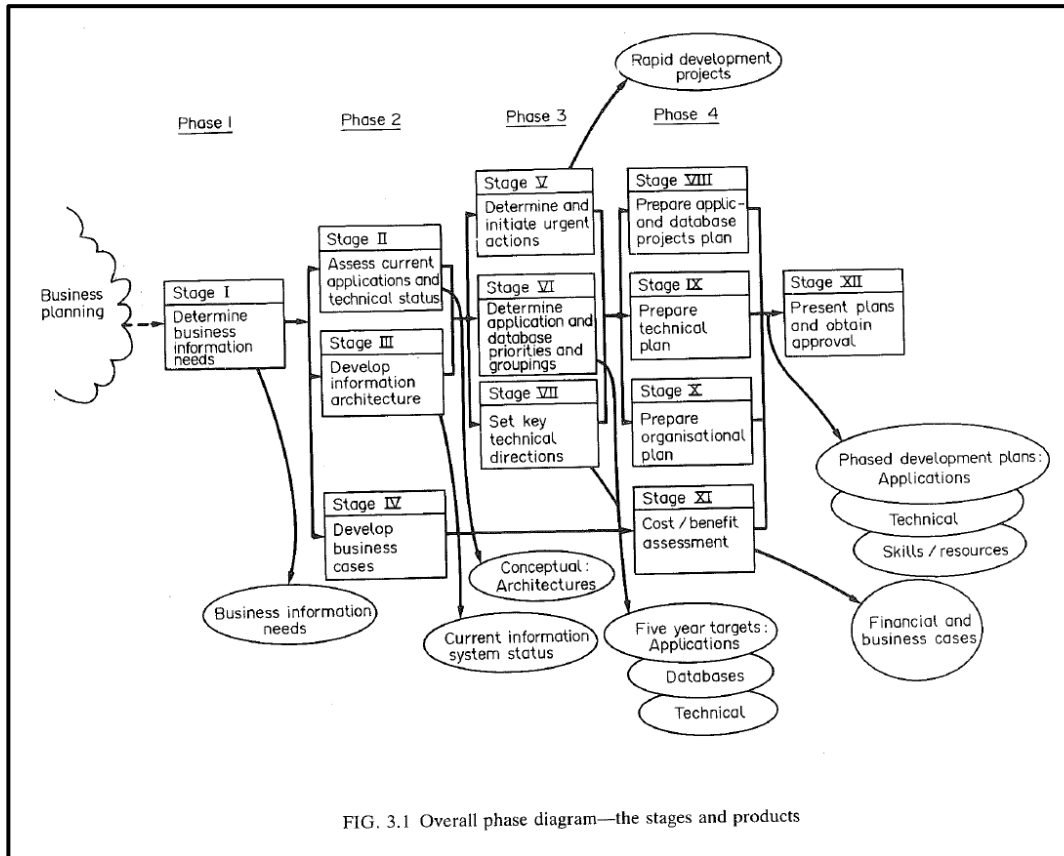 Rapid development
projects
Phase 1
Phase 2
Phase 3
Phase 4
Business
planning
Stage I
Determine
business
information
needs
Stage II
Assess current
applications and
technical status
Stage III
Develop
information
architecture
Stage IV
Develop
business
cases
Stage V
Determine and
initiate urgent
actions
Stage VI
Determine
application and
database
priorities and
groupings
Stage VII
Set key
technical
directions
Stage VIII
Prepare applic-
and database
projects plan
Stage IX
Prepare
technical
plan
Stage X
Prepare
organisational
plan
Stage XI
Cost / benefit
assessment
Stage XII
Present plans
and obtain
approval
Business information
needs
Conceptual:
Architectures
Current information
system status
Five year targets:
Applications
Databases
Technical
Phased development plans:
Applications
Technical
Skills / resources
Financial and
business cases
FIG. 3.1 Overall phase diagram—the stages and products